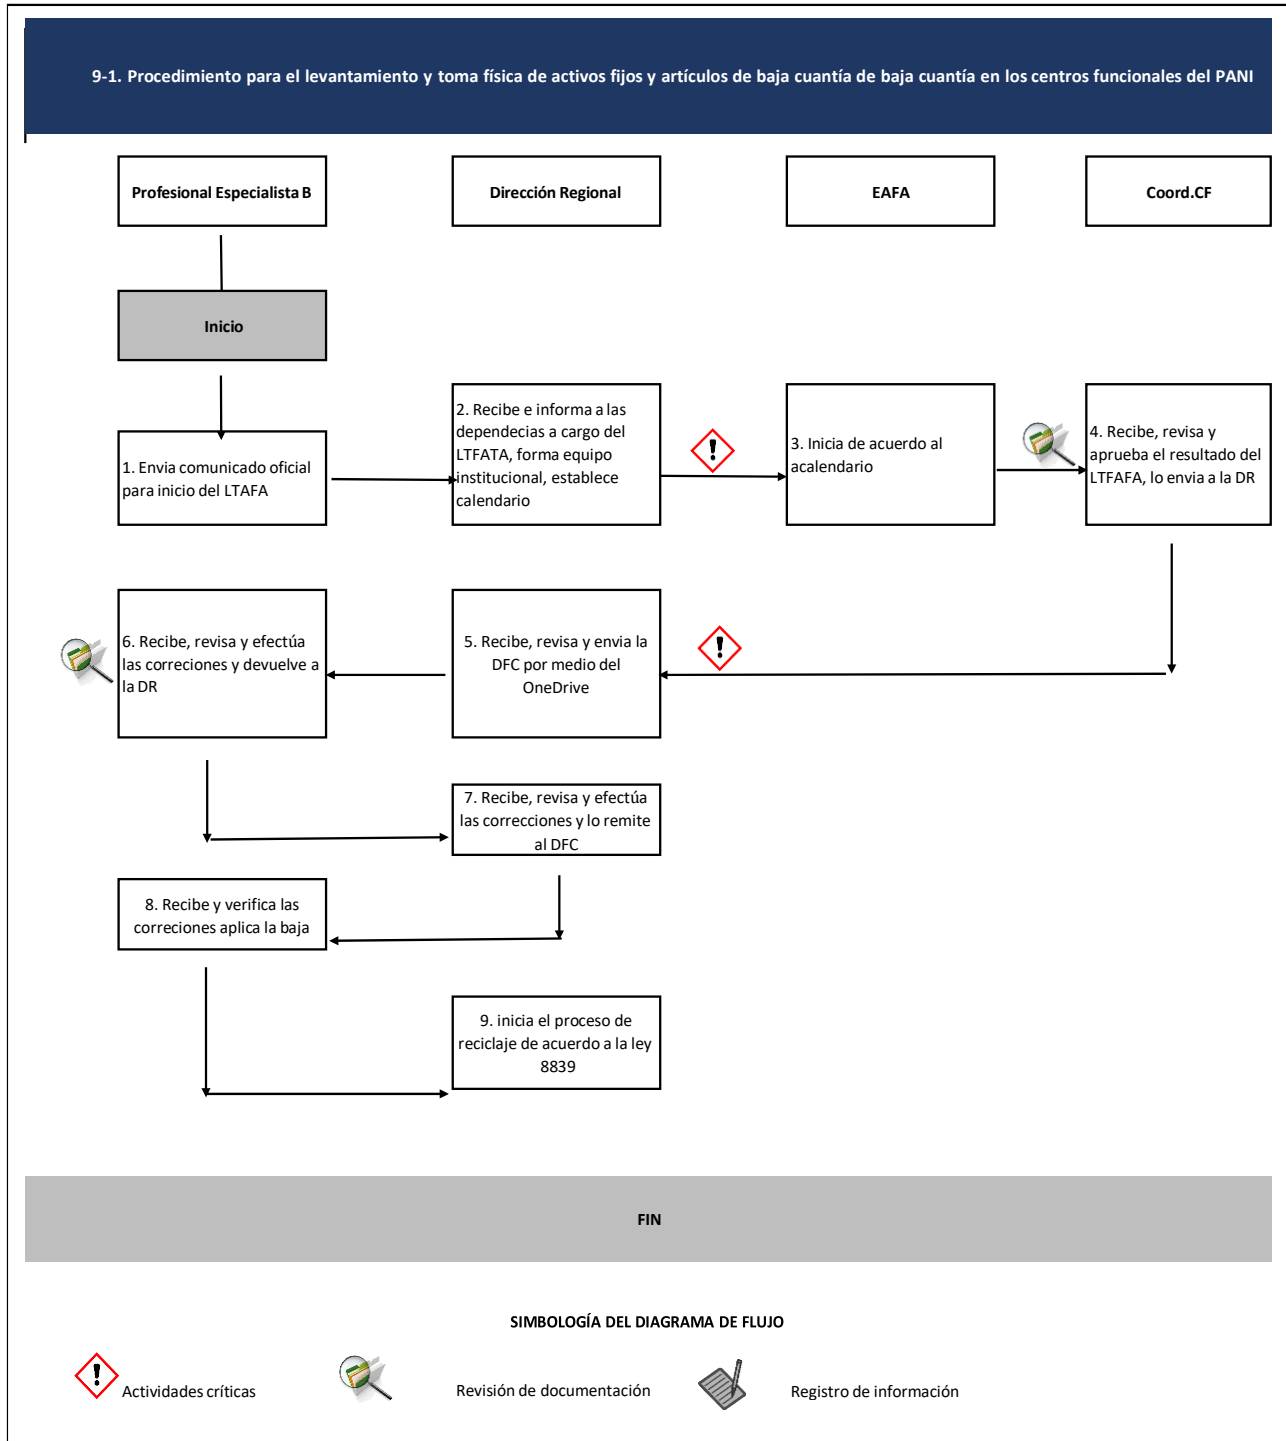 9-1. Procedimiento para el levantamiento y toma física de activos fijos y artículos de baja cuantía de baja cuantía en los centros funcionales del PANI
Profesional Especialista B
Dirección Regional
EAFA
Coord.CF
Inicio
1. Envia comunicado oficial
para inicio del LTAFA
2. Recibe e informa a las
dependecias a cargo del
LTFATA, forma equipo
institucional, establece
calendario
3. Inicia de acuerdo al
acalendario
4. Recibe, revisa y
aprueba el resultado del
LTFAFA, lo envia a la DR
6. Recibe, revisa y efectúa
las correciones y devuelve a
la DR
5. Recibe, revisa y envia la
DFC por medio del
OneDrive
7. Recibe, revisa y efectúa
las correcciones y lo remite
al DFC
8. Recibe y verifica las
correciones aplica la baja
9. inicia el proceso de
reciclaje de acuerdo a la ley
8839
FIN
SIMBOLOGÍA DEL DIAGRAMA DE FLUJO
Actividades críticas
Revisión de documentación
Registro de información